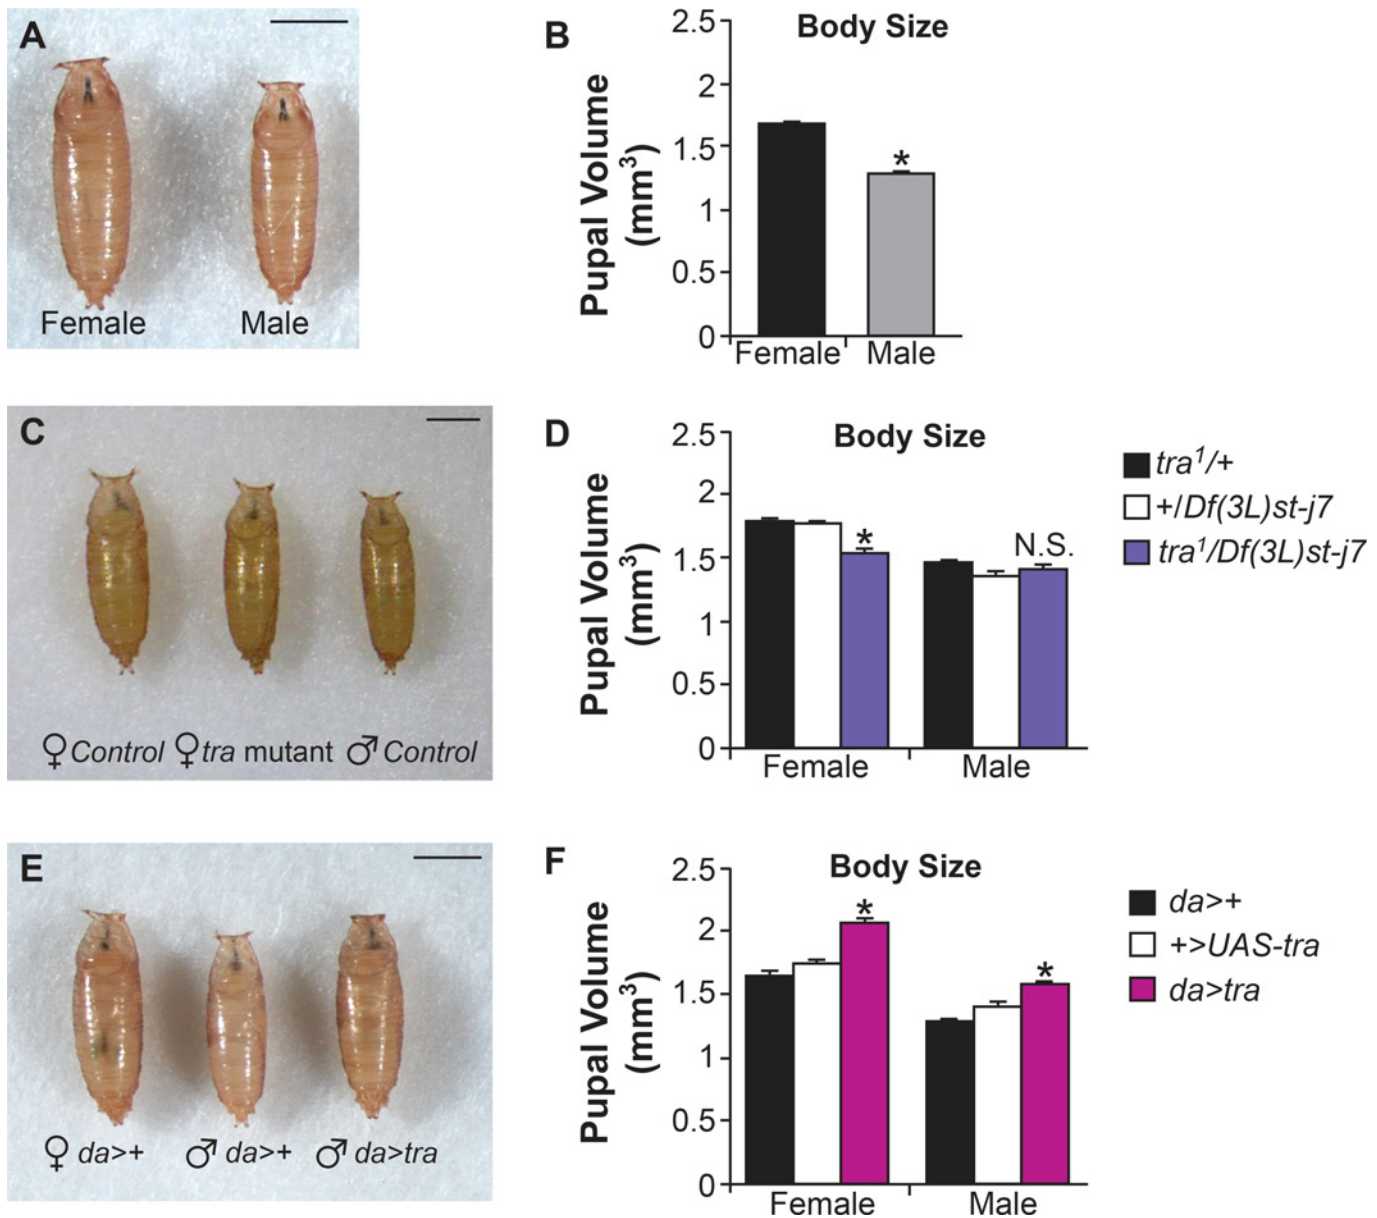 A
Female Male
B
Body Size
Pupal Volume
(mm³)
2.5
2
1.5
1
0.5
0
*
Female Male
C
♀Control ♀tra mutant ♂Control
D
Body Size
Pupal Volume
(mm³)
2.5
2
1.5
1
0.5
0
*
N.S.
Female Male
tra¹/+
+/Df(3L)st-j7
tra¹/Df(3L)st-j7
E
♀ da>+ ♂ da>+ ♂ da>tra
F
Body Size
Pupal Volume
(mm³)
2.5
2
1.5
1
0.5
0
*
*
Female Male
da>+
+>UAS-tra
da>tra